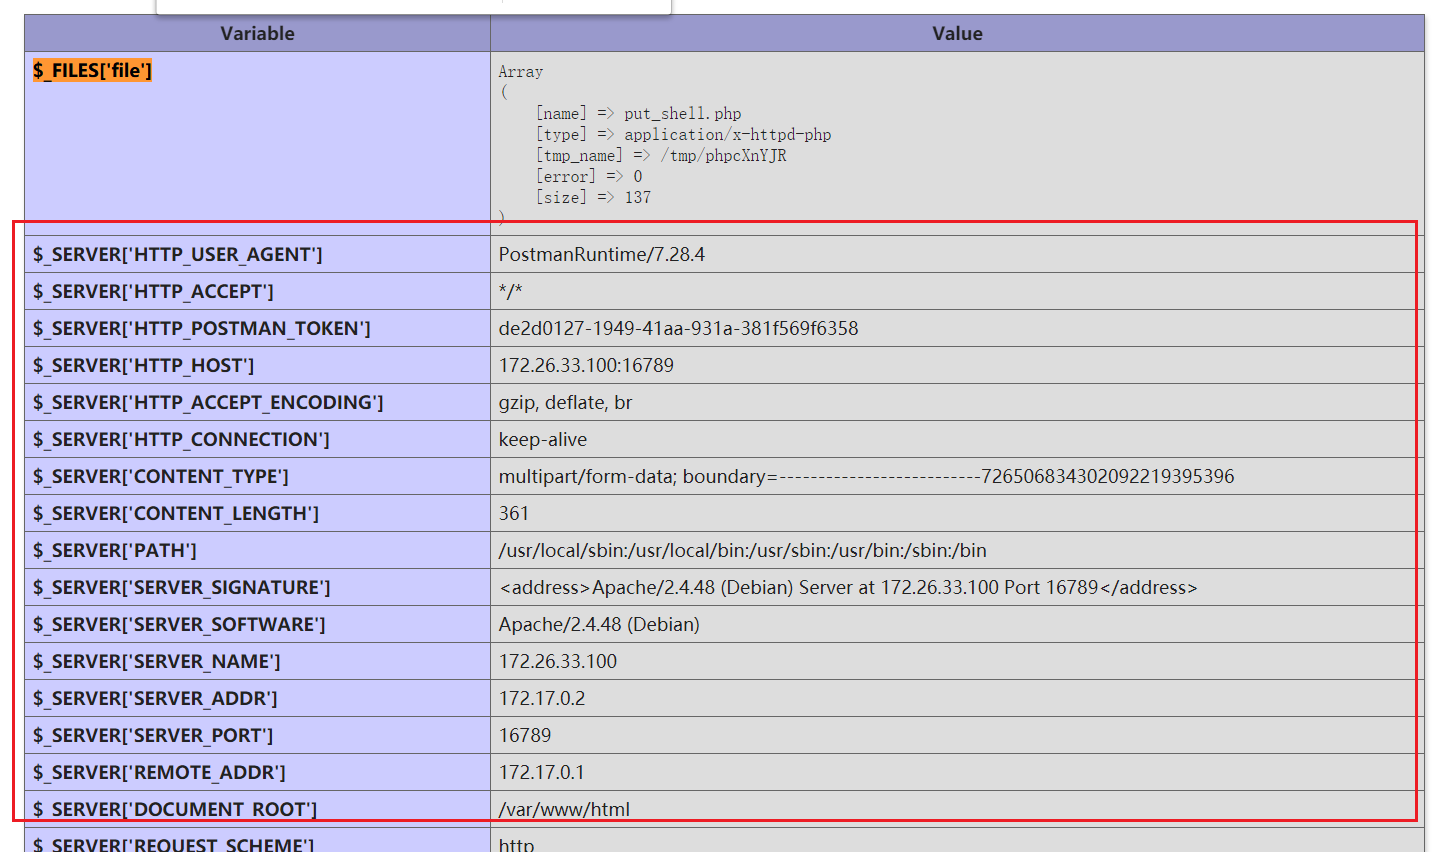 Variable Value
$_FILES['file'] Array
(
[name] => put_shell.php
[type] => application/x-httpd-php
[tmp_name] => /tmp/phpcXnYJR
[error] => 0
[size] => 137
)
$_SERVER['HTTP_USER_AGENT'] PostmanRuntime/7.28.4
$_SERVER['HTTP_ACCEPT'] */*
$_SERVER['HTTP_POSTMAN_TOKEN'] de2d0127-1949-41aa-931a-381f569f6358
$_SERVER['HTTP_HOST'] 172.26.33.100:16789
$_SERVER['HTTP_ACCEPT_ENCODING'] gzip, deflate, br
$_SERVER['HTTP_CONNECTION'] keep-alive
$_SERVER['CONTENT_TYPE'] multipart/form-data; boundary=--------------------------726506834302092219395396
$_SERVER['CONTENT_LENGTH'] 361
$_SERVER['PATH'] /usr/local/sbin:/usr/local/bin:/usr/sbin:/usr/bin:/sbin:/bin
$_SERVER['SERVER_SIGNATURE'] <address>Apache/2.4.48 (Debian) Server at 172.26.33.100 Port 16789</address>
$_SERVER['SERVER_SOFTWARE'] Apache/2.4.48 (Debian)
$_SERVER['SERVER_NAME'] 172.26.33.100
$_SERVER['SERVER_ADDR'] 172.17.0.2
$_SERVER['SERVER_PORT'] 16789
$_SERVER['REMOTE_ADDR'] 172.17.0.1
$_SERVER['DOCUMENT_ROOT'] /var/www/html
$_SERVER['REQUEST_SCHEME'] http